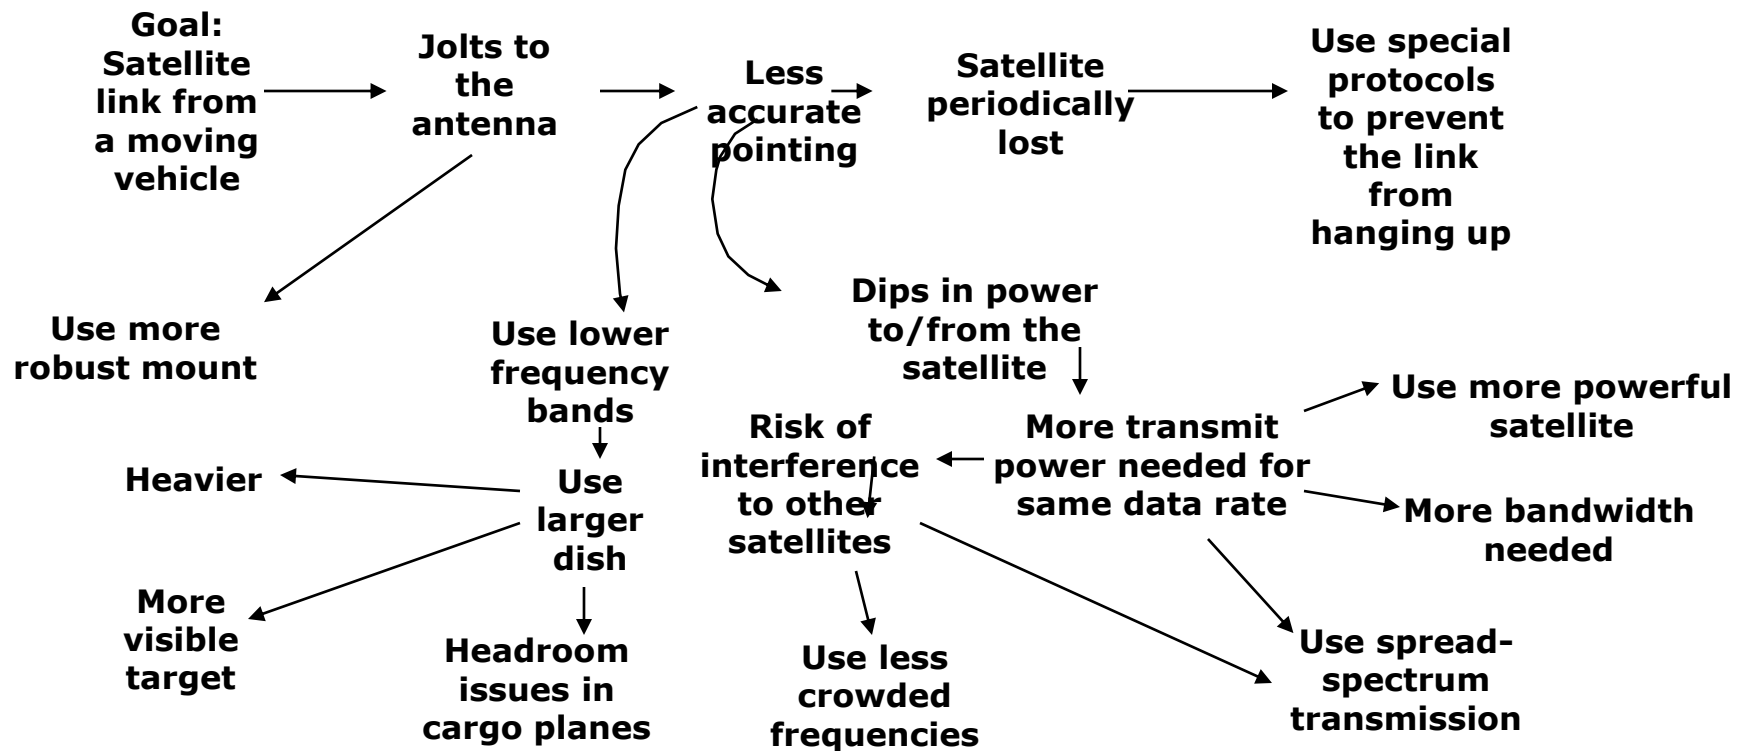 Goal:
Satellite
link from
a moving
vehicle
Jolts to
the
antenna
Less
accurate
pointing
Satellite
periodically
lost
Use special
protocols
to prevent
the link
from
hanging up
Use more
robust mount
Use lower
frequency
bands
Dips in power
to/from the
satellite
Use more powerful
satellite
Heavier
Use
larger
dish
Risk of
interference
to other
satellites
More transmit
power needed for
same data rate
More bandwidth
needed
More
visible
target
Headroom
issues in
cargo planes
Use less
crowded
frequencies
Use spread-
spectrum
transmission